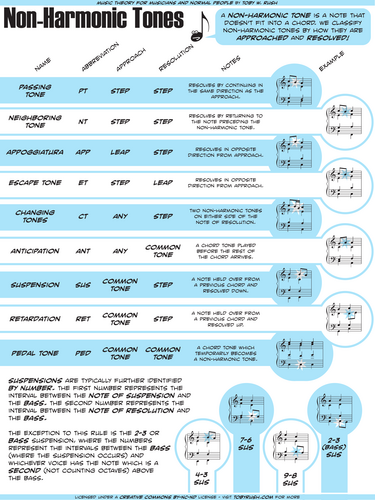 MUSIC THEORY FOR MUSICIANS AND NORMAL PEOPLE BY TOBY W. RUSH
Non-Harmonic Tones
A NON-HARMONIC TONE IS A NOTE THAT
DOESN'T FIT INTO A CHORD. WE CLASSIFY
NON-HARMONIC TONES BY HOW THEY ARE
APPROACHED AND RESOLVED!
NAME ABBREVIATION APPROACH RESOLUTION NOTES EXAMPLE
PASSING
TONE
PT STEP STEP
RESOLVES BY CONTINUING IN
THE SAME DIRECTION AS THE
APPROACH.
NEIGHBORING
TONE
NT STEP STEP
RESOLVES BY RETURNING TO
THE NOTE PRECEDING THE
NON-HARMONIC TONE.
APPOGGIATURA APP LEAP STEP
RESOLVES IN OPPOSITE
DIRECTION FROM APPROACH.
ESCAPE TONE ET STEP LEAP
RESOLVES IN OPPOSITE
DIRECTION FROM APPROACH.
CHANGING
TONES
CT ANY STEP
TWO NON-HARMONIC TONES
ON EITHER SIDE OF THE
NOTE OF RESOLUTION.
ANTICIPATION ANT ANY
COMMON
TONE
A CHORD TONE PLAYED
BEFORE THE REST OF
THE CHORD ARRIVES.
SUSPENSION SUS
COMMON
TONE
STEP
A NOTE HELD OVER FROM
A PREVIOUS CHORD AND
RESOLVED DOWN.
RETARDATION RET
COMMON
TONE
STEP
A NOTE HELD OVER FROM
A PREVIOUS CHORD AND
RESOLVED UP.
PEDAL TONE PED
COMMON
TONE
COMMON
TONE
A CHORD TONE WHICH
TEMPORARILY BECOMES
A NON-HARMONIC TONE.
SUSPENSIONS ARE TYPICALLY FURTHER IDENTIFIED
BY NUMBER. THE FIRST NUMBER REPRESENTS THE
INTERVAL BETWEEN THE NOTE OF SUSPENSION AND
THE BASS. THE SECOND NUMBER REPRESENTS THE
INTERVAL BETWEEN THE NOTE OF RESOLUTION AND
THE BASS.
THE EXCEPTION TO THIS RULE IS THE 2-3 OR
BASS SUSPENSION, WHERE THE NUMBERS
REPRESENT THE INTERVALS BETWEEN THE BASS
(WHERE THE SUSPENSION OCCURS) AND
WHICHEVER VOICE HAS THE NOTE WHICH IS A
SECOND (NOT COUNTING OCTAVES) ABOVE
THE BASS.
4-3
SUS
7-6
SUS
9-8
SUS
2-3
(BASS)
SUS
LICENSED UNDER A CREATIVE COMMONS BY-NC-ND LICENSE - VISIT TOBYRUSH.COM FOR MORE